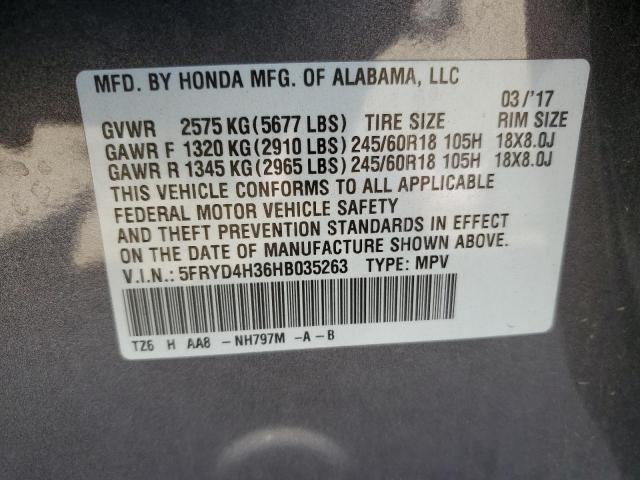 MFD. BY HONDA MFG. OF ALABAMA, LLC
03/'17
GVWR 2575 KG(5677 LBS) TIRE SIZE RIM SIZE
GAWR F 1320 KG(2910 LBS) 245/60R18 105H 18X8.0J
GAWR R 1345 KG(2965 LBS) 245/60R18 105H 18X8.0J
THIS VEHICLE CONFORMS TO ALL APPLICABLE
FEDERAL MOTOR VEHICLE SAFETY
AND THEFT PREVENTION STANDARDS IN EFFECT
ON THE DATE OF MANUFACTURE SHOWN ABOVE.
V.I.N.: 5FRYD4H36HB035263 TYPE: MPV
TZ6 H AA8 - NH797M -A-B